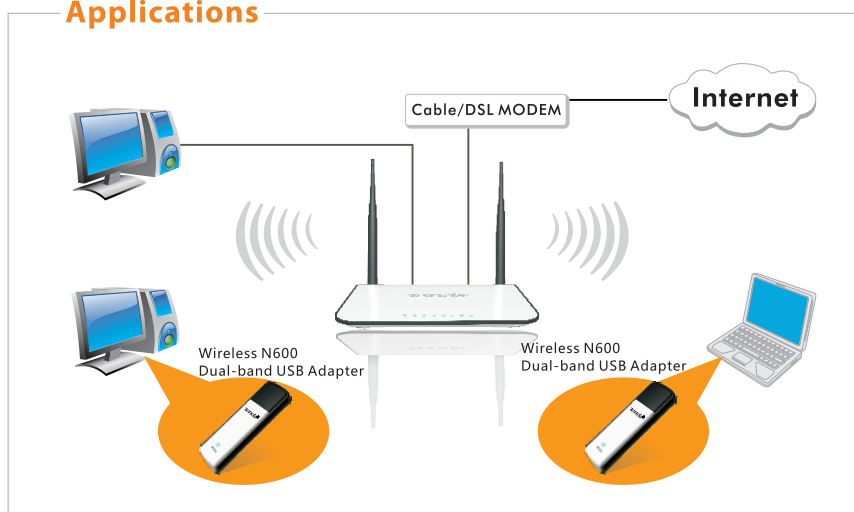 Applications
Internet
Cable/DSL MODEM
Wireless N600
Dual-band USB Adapter
Wireless N600
Dual-band USB Adapter